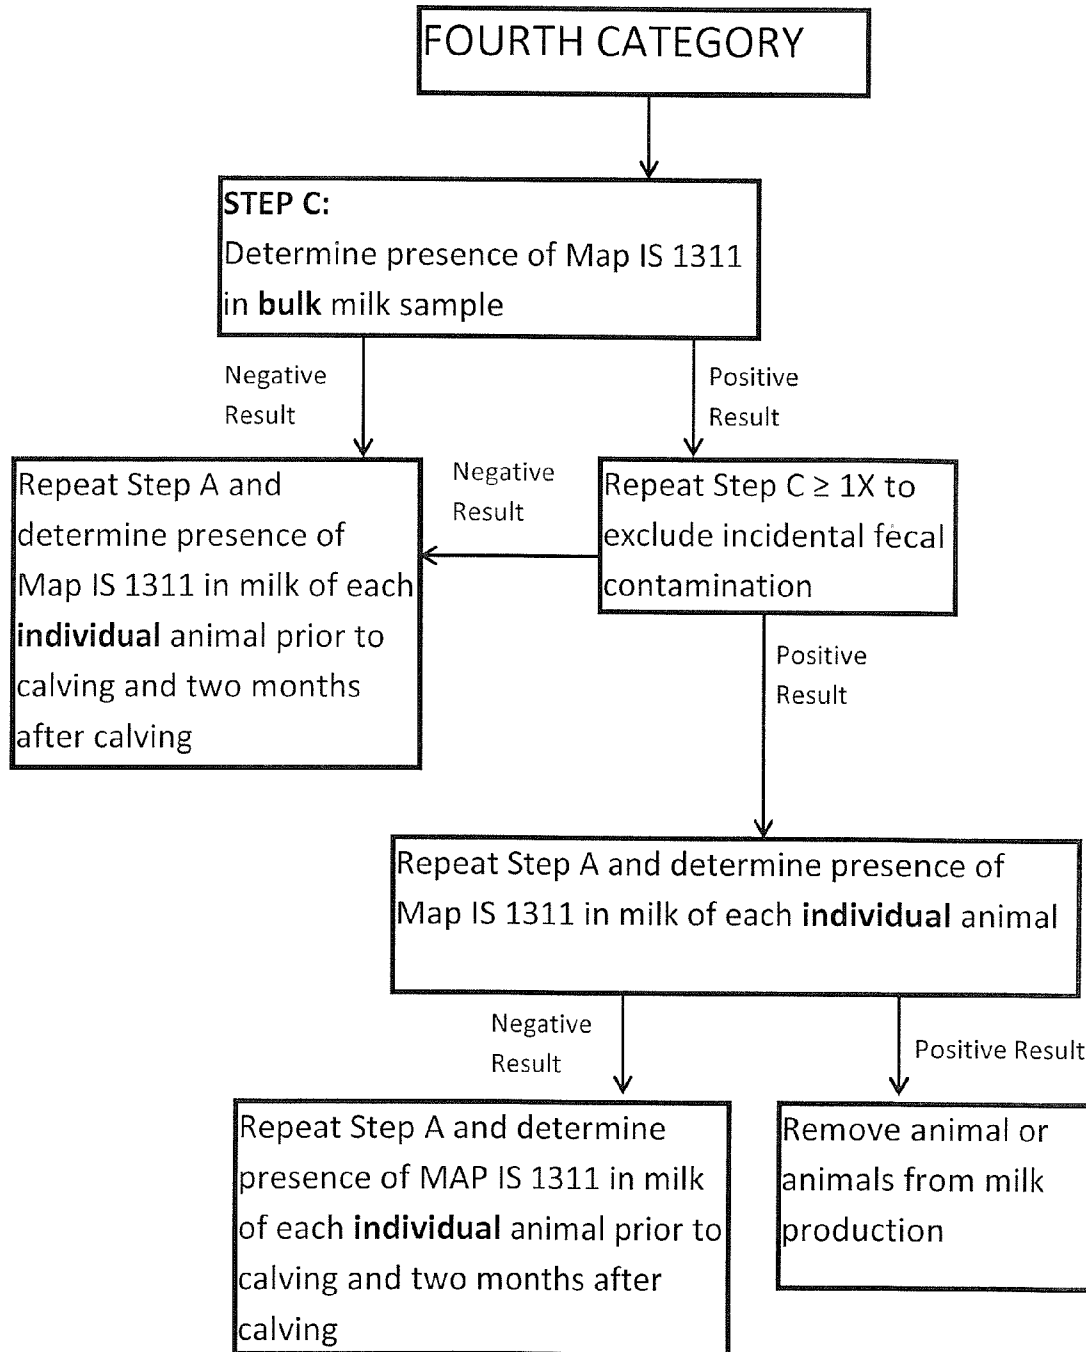 FOURTH CATEGORY
STEP C:
Determine presence of Map IS 1311
in bulk milk sample
Negative
Result
Positive
Result
Repeat Step A and
determine presence of
Map IS 1311 in milk of each
individual animal prior to
calving and two months
after calving
Negative
Result
Repeat Step C ≥ 1X to
exclude incidental fecal
contamination
Positive
Result
Repeat Step A and determine presence of
Map IS 1311 in milk of each individual animal
Negative
Result
Positive Result
Repeat Step A and determine
presence of MAP IS 1311 in milk
of each individual animal prior to
calving and two months after
calving
Remove animal or
animals from milk
production